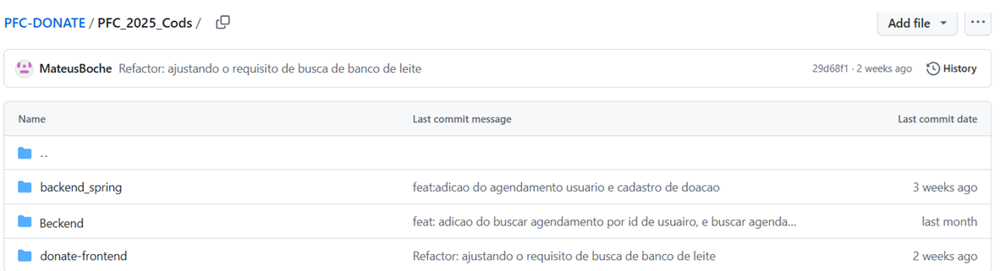 PFC-DONATE / PFC_2025_Cods /
Add file
MateusBoche Refactor: ajustando o requisito de busca de banco de leite 29d68f1 · 2 weeks ago History
Name Last commit message Last commit date
..
backend_spring feat:adicao do agendamento usuario e cadastro de doacao 3 weeks ago
Beckend feat: adicao do buscar agendamento por id de usuairo, e buscar agenda... last month
donate-frontend Refactor: ajustando o requisito de busca de banco de leite 2 weeks ago